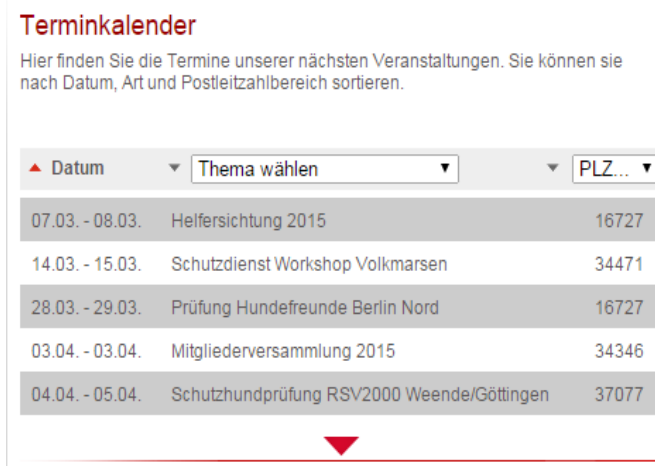 Terminkalender
Hier finden Sie die Termine unserer nächsten Veranstaltungen. Sie können sie
nach Datum, Art und Postleitzahlbereich sortieren.
Datum Thema wählen PLZ...
07.03. - 08.03. Helfersichtung 2015 16727
14.03. - 15.03. Schutzdienst Workshop Volkmarsen 34471
28.03. - 29.03. Prüfung Hundefreunde Berlin Nord 16727
03.04. - 03.04. Mitgliederversammlung 2015 34346
04.04. - 05.04. Schutzhundprüfung RSV2000 Weende/Göttingen 37077